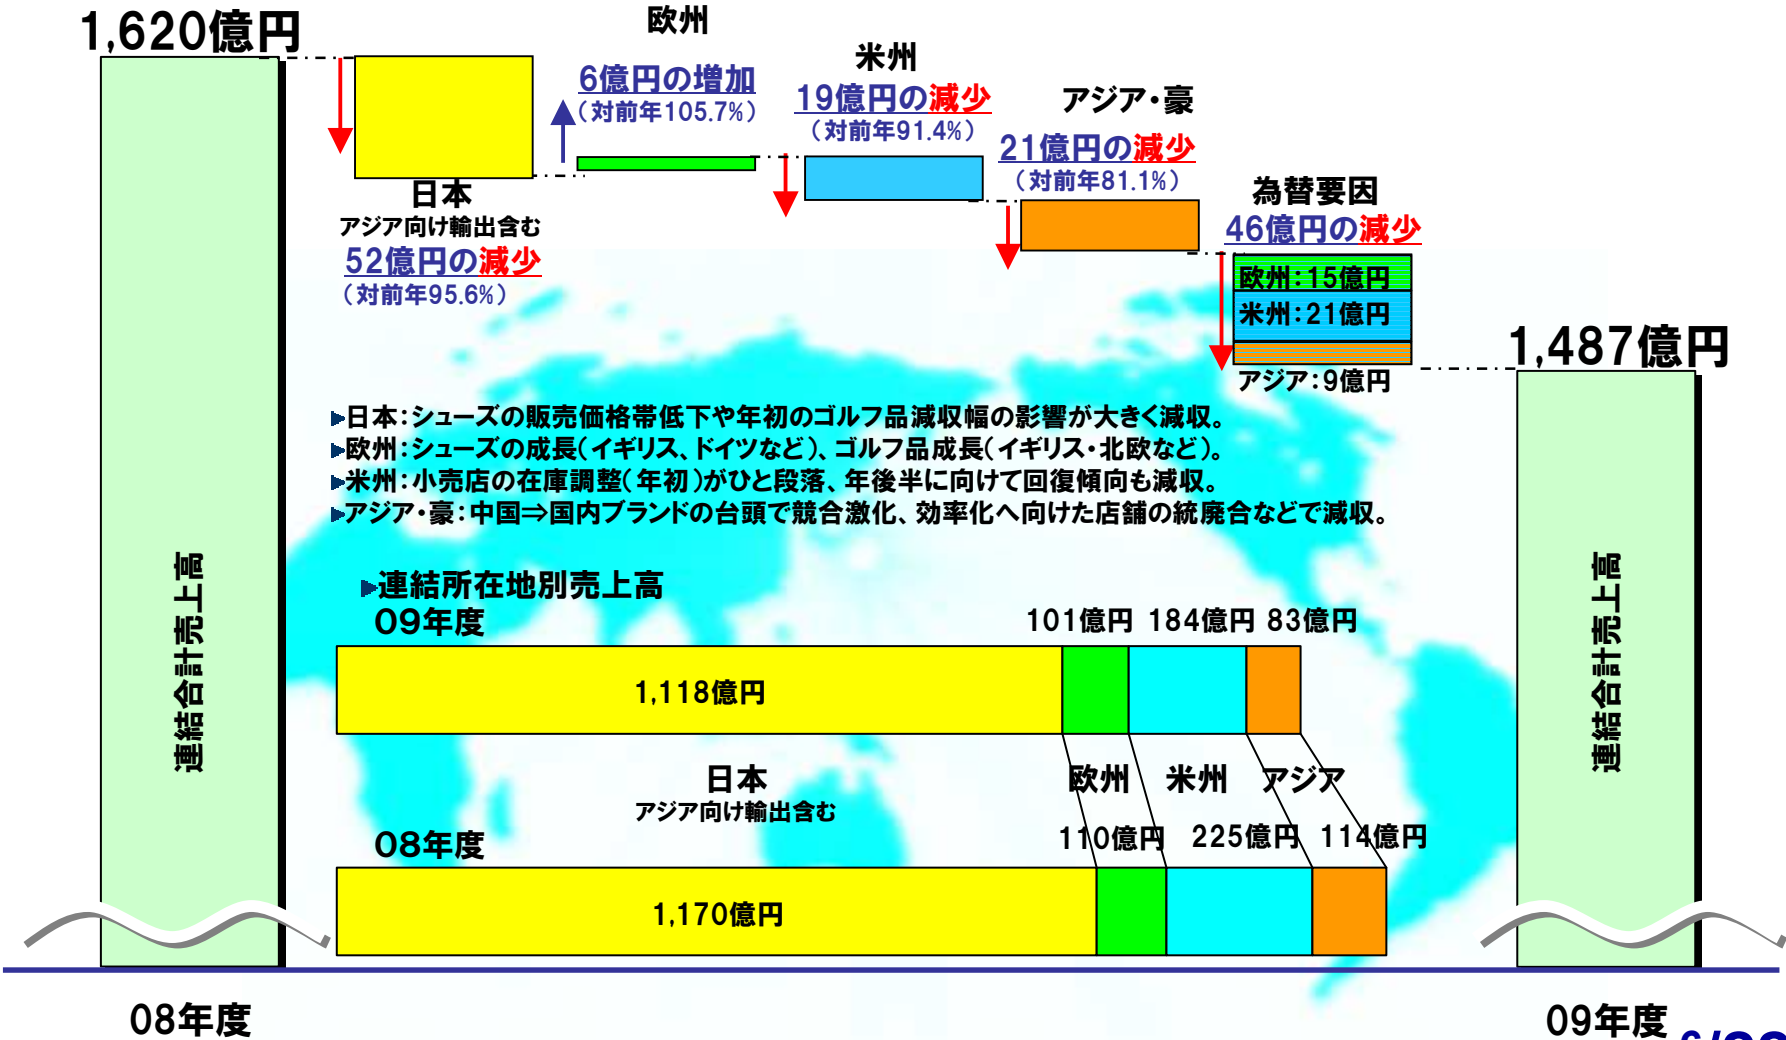 1,620億円
欧州
6億円の増加
（対前年105.7%）
米州
19億円の減少
（対前年91.4%）
アジア・豪
21億円の減少
（対前年81.1%）
日本
アジア向け輸出含む
52億円の減少
（対前年95.6%）
為替要因
46億円の減少
欧州：15億円
米州：21億円
アジア：9億円
1,487億円
日本：シューズの販売価格帯低下や年初のゴルフ品減収幅の影響が大きく減収。
欧州：シューズの成長（イギリス、ドイツなど）、ゴルフ品成長（イギリス・北欧など）。
米州：小売店の在庫調整（年初）がひと段落、年後半に向けて回復傾向も減収。
アジア・豪：中国⇒国内ブランドの台頭で競合激化、効率化へ向けた店舗の統廃合などで減収。
連結合計売上高
連結合計売上高
連結所在地別売上高
09年度
101億円 184億円 83億円
1,118億円
日本
アジア向け輸出含む
欧州 米州 アジア
08年度
110億円 225億円 114億円
1,170億円
08年度
09年度